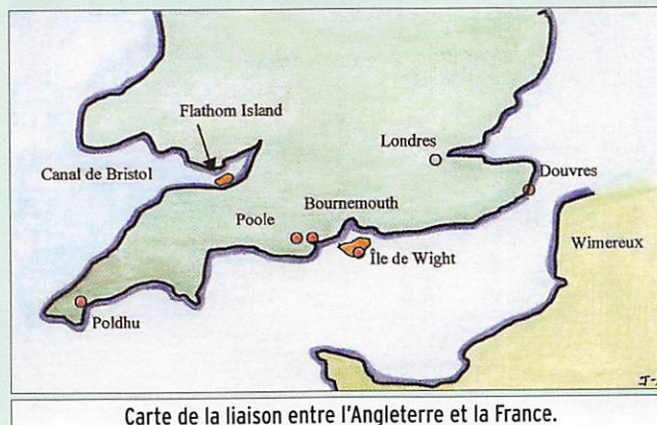 Flathom Island
Londres
Canal de Bristol
Douvres
Bournemouth
Poole
Wimereux
Île de Wight
Poldhu
Carte de la liaison entre l'Angleterre et la France.